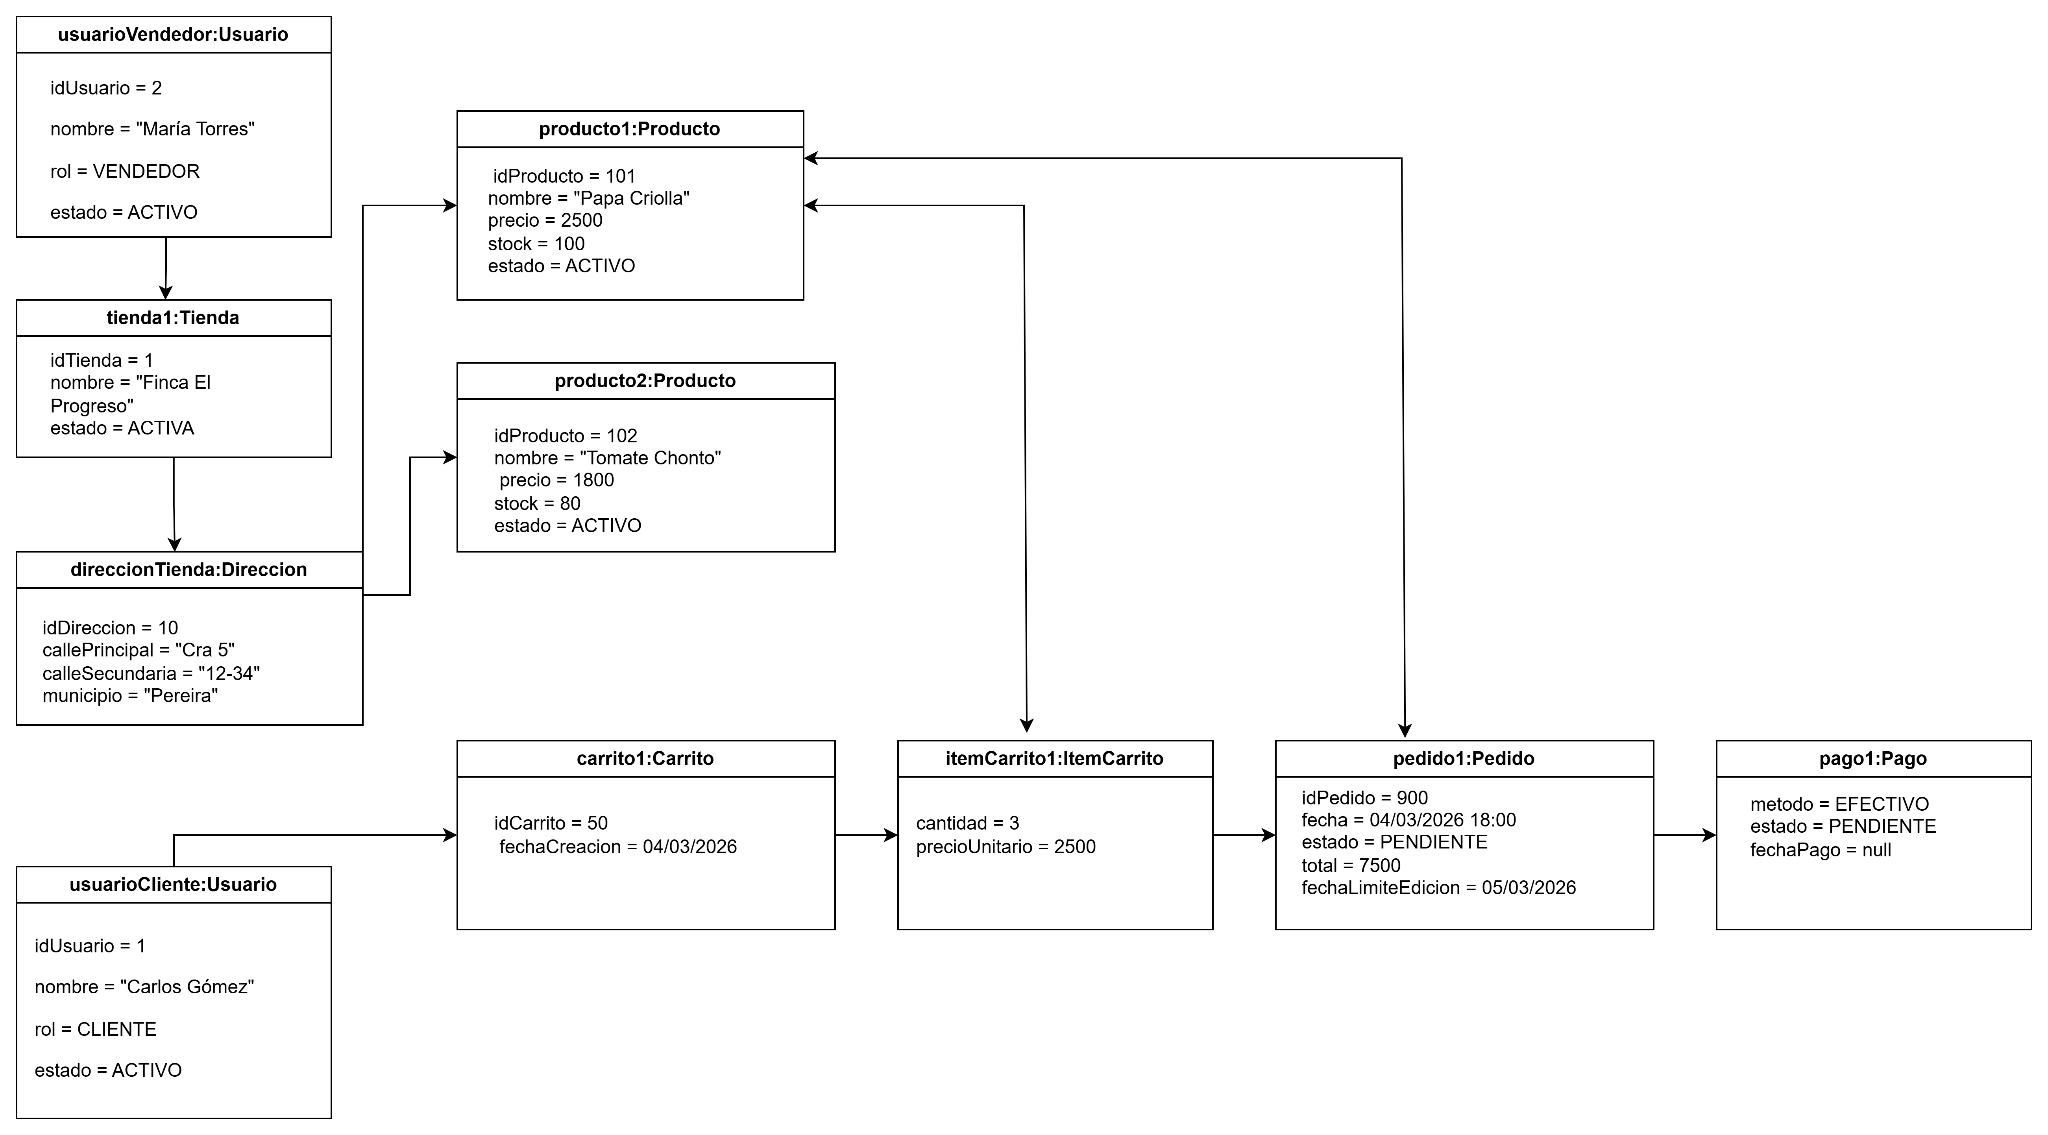 usuarioVendedor:Usuario
idUsuario = 2
nombre = "María Torres"
rol = VENDEDOR
estado = ACTIVO
tienda1:Tienda
idTienda = 1
nombre = "Finca El
Progreso"
estado = ACTIVA
direccionTienda:Direccion
idDireccion = 10
callePrincipal = "Cra 5"
calleSecundaria = "12-34"
municipio = "Pereira"
producto1:Producto
idProducto = 101
nombre = "Papa Criolla"
precio = 2500
stock = 100
estado = ACTIVO
producto2:Producto
idProducto = 102
nombre = "Tomate Chonto"
precio = 1800
stock = 80
estado = ACTIVO
usuarioCliente:Usuario
idUsuario = 1
nombre = "Carlos Gómez"
rol = CLIENTE
estado = ACTIVO
carrito1:Carrito
idCarrito = 50
fechaCreacion = 04/03/2026
itemCarrito1:ItemCarrito
cantidad = 3
precioUnitario = 2500
pedido1:Pedido
idPedido = 900
fecha = 04/03/2026 18:00
estado = PENDIENTE
total = 7500
fechaLimiteEdicion = 05/03/2026
pago1:Pago
metodo = EFECTIVO
estado = PENDIENTE
fechaPago = null